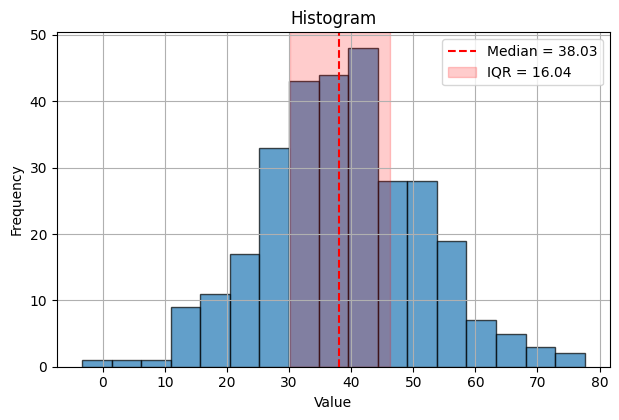 Histogram
50
40
30
20
10
0
Frequency
Median = 38.03
IQR = 16.04
0 10 20 30 40 50 60 70 80
Value